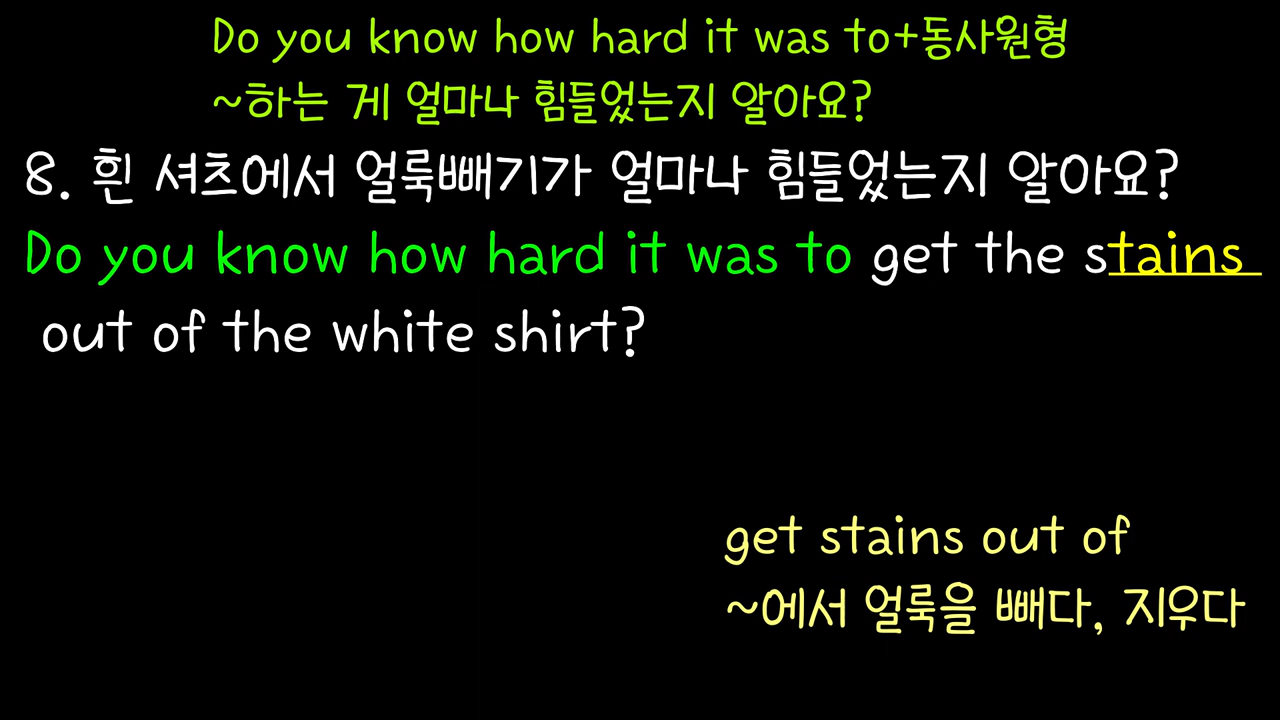 Do you know how hard it was to+동사원형
~하는 게 얼마나 힘들었는지 알아요?
8. 흰 셔츠에서 얼룩빼기가 얼마나 힘들었는지 알아요?
Do you know how hard it was to get the stains
out of the white shirt?
get stains out of
~에서 얼룩을 빼다, 지우다